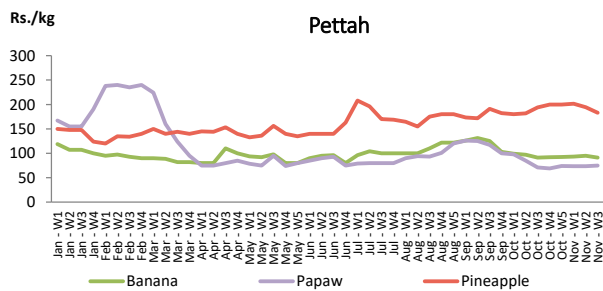 Rs./kg
Pettah
300
250
200
150
100
50
0
Jan W1
Jan W2
Jan W3
Jan W4
Feb W1
Feb W2
Feb W3
Feb W4
Mar W1
Mar W2
Mar W3
Mar W4
Apr W1
Apr W2
Apr W3
Apr W4
May W1
May W2
May W3
May W4
May W5
Jun W1
Jun W2
Jun W3
Jun W4
Jul W1
Jul W2
Jul W3
Jul W4
Aug W1
Aug W2
Aug W3
Aug W4
Aug W5
Sep W1
Sep W2
Sep W3
Sep W4
Oct W1
Oct W2
Oct W3
Oct W4
Oct W5
Nov W1
Nov W2
Nov W3
Banana
Papaw
Pineapple